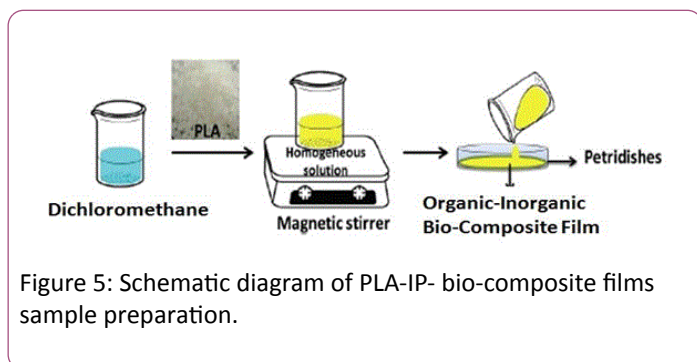 PLA
Homogeneous
solution
Dichloromethane
Magnetic stirrer
Petridishes
Organic-Inorganic
Bio-Composite Film
Figure 5: Schematic diagram of PLA-IP- bio-composite films
sample preparation.